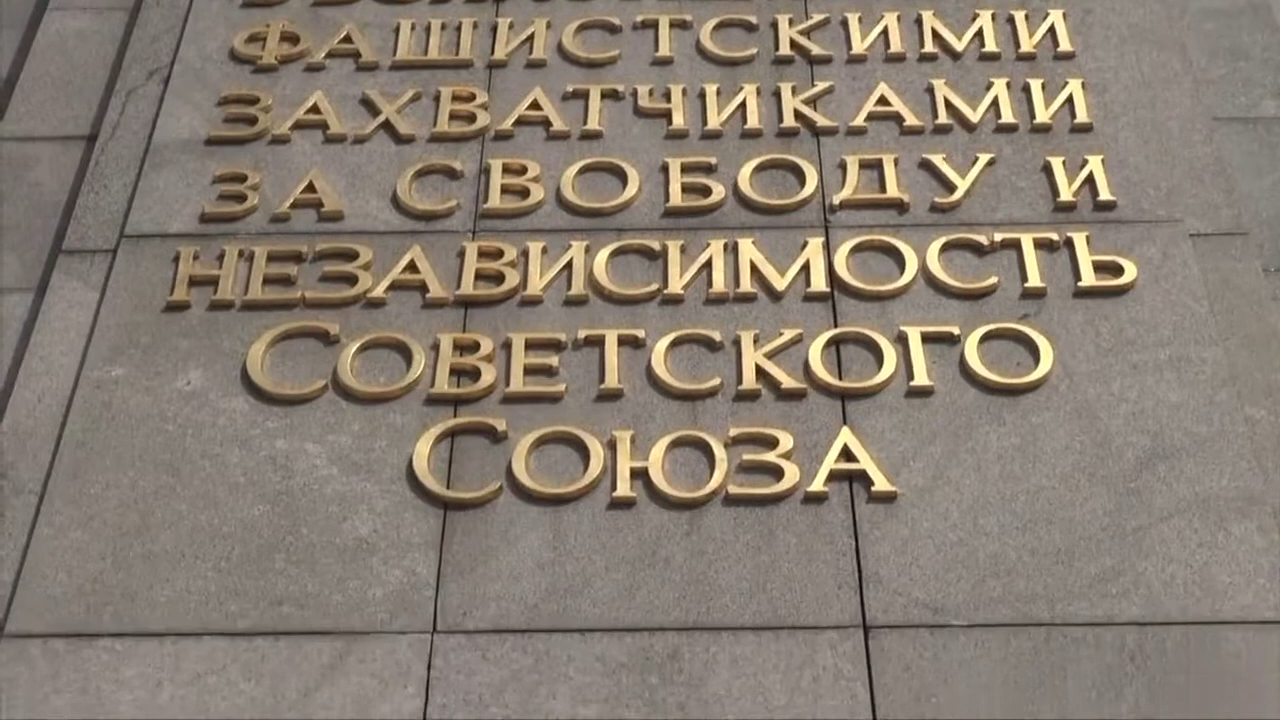 ФАШИСТСКИМИ
ЗАХВАТЧИКАМИ
ЗА СВОБОДУ И
НЕЗАВИСИМОСТЬ
СОВЕТСКОГО
СОЮЗА